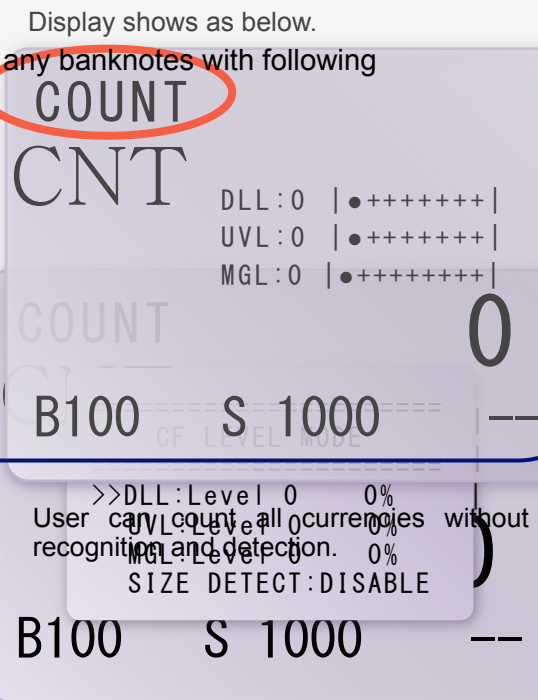 Display shows as below.
any banknotes with following
COUNT
CNT
DLL:0 |●+++++++|
UVL:0 |●+++++++|
MGL:0 |●++++++++|
COUNT
0
B100 S 1000 --
====================
CF LEVEL MODE
====================
>>DLL:Level 0 0%
UVL:Level 0 0%
User can count all currencies without
MGL:Level 0 0%
recognition and detection.
SIZE DETECT:DISABLE
B100 S 1000 --